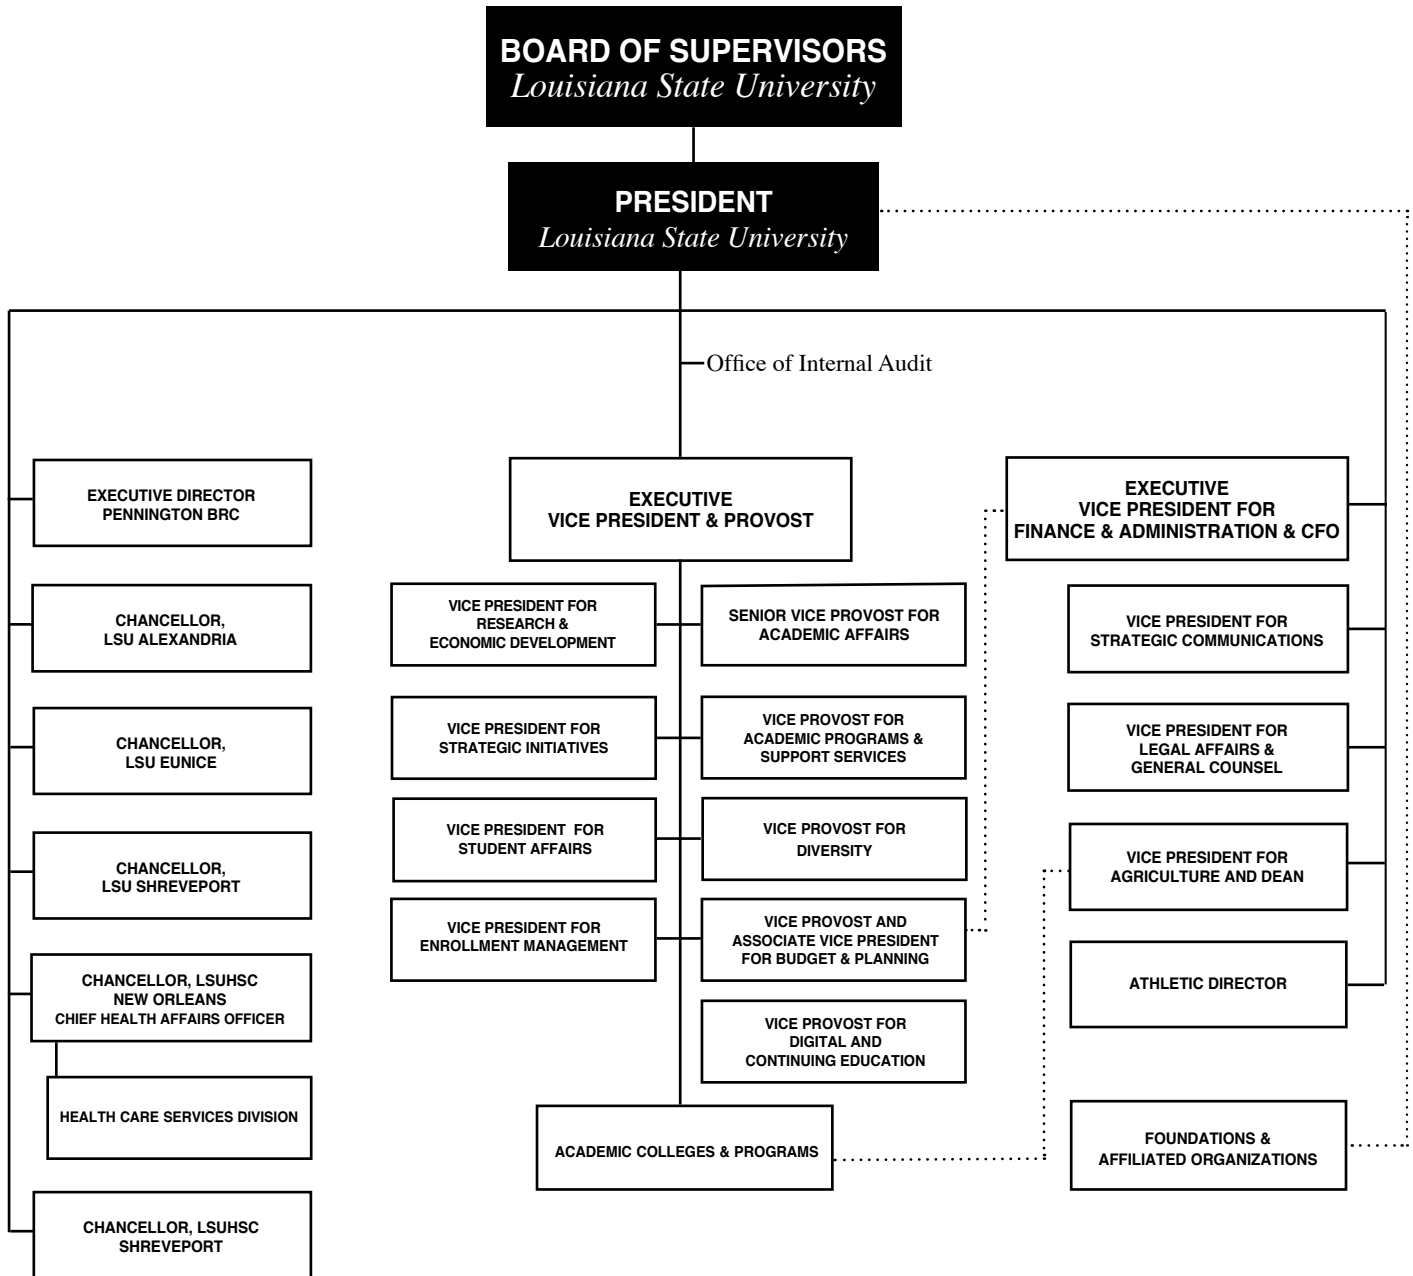 BOARD OF SUPERVISORS
Louisiana State University
PRESIDENT
Louisiana State University
Office of Internal Audit
EXECUTIVE DIRECTOR
PENNINGTON BRC
CHANCELLOR,
LSU ALEXANDRIA
CHANCELLOR,
LSU EUNICE
CHANCELLOR,
LSU SHREVEPORT
CHANCELLOR, LSUHSC
NEW ORLEANS
CHIEF HEALTH AFFAIRS OFFICER
HEALTH CARE SERVICES DIVISION
CHANCELLOR, LSUHSC
SHREVEPORT
EXECUTIVE
VICE PRESIDENT & PROVOST
VICE PRESIDENT FOR
RESEARCH &
ECONOMIC DEVELOPMENT
SENIOR VICE PROVOST FOR
ACADEMIC AFFAIRS
VICE PRESIDENT FOR
STRATEGIC INITIATIVES
VICE PROVOST FOR
ACADEMIC PROGRAMS &
SUPPORT SERVICES
VICE PRESIDENT FOR
STUDENT AFFAIRS
VICE PROVOST FOR
DIVERSITY
VICE PRESIDENT FOR
ENROLLMENT MANAGEMENT
VICE PROVOST AND
ASSOCIATE VICE PRESIDENT
FOR BUDGET & PLANNING
VICE PROVOST FOR
DIGITAL AND
CONTINUING EDUCATION
ACADEMIC COLLEGES & PROGRAMS
EXECUTIVE
VICE PRESIDENT FOR
FINANCE & ADMINISTRATION & CFO
VICE PRESIDENT FOR
STRATEGIC COMMUNICATIONS
VICE PRESIDENT FOR
LEGAL AFFAIRS &
GENERAL COUNSEL
VICE PRESIDENT FOR
AGRICULTURE AND DEAN
ATHLETIC DIRECTOR
FOUNDATIONS &
AFFILIATED ORGANIZATIONS